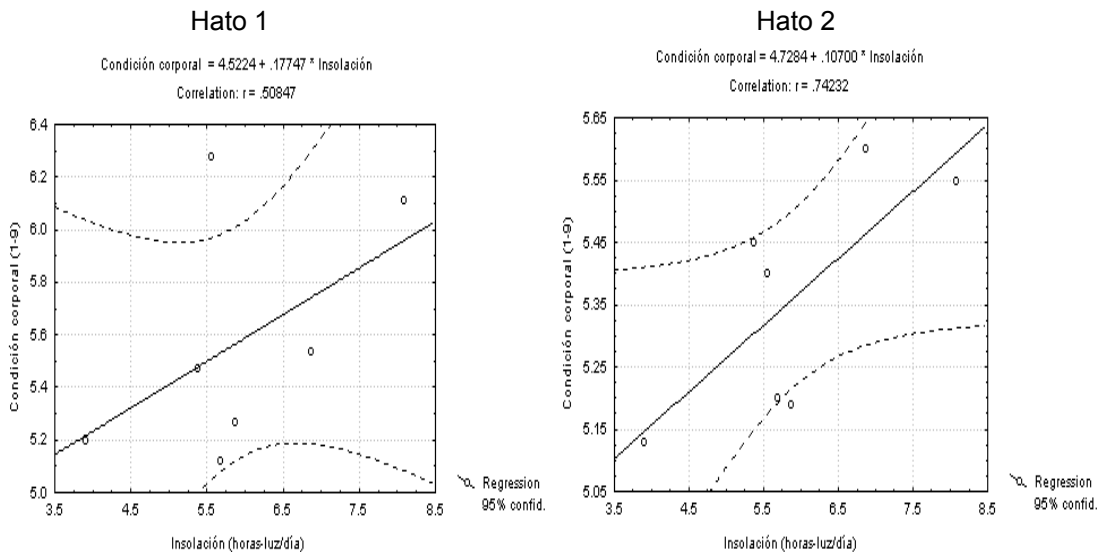 Hato 1
Condición corporal = 4.5224 + .17747 * Insolación
Correlation: r = .50847
Condición corporal (1-9)
6.4
6.2
6.0
5.8
5.6
5.4
5.2
5.0
3.5 4.5 5.5 6.5 7.5 8.5
Insolación (horas-luz/día)
Regression
95% confid.
Hato 2
Condición corporal = 4.7284 + .10700 * Insolación
Correlation: r = .74232
Condición corporal (1-9)
5.65
5.55
5.45
5.35
5.25
5.15
5.05
3.5 4.5 5.5 6.5 7.5 8.5
Insolación (horas-luz/día)
Regression
95% confid.